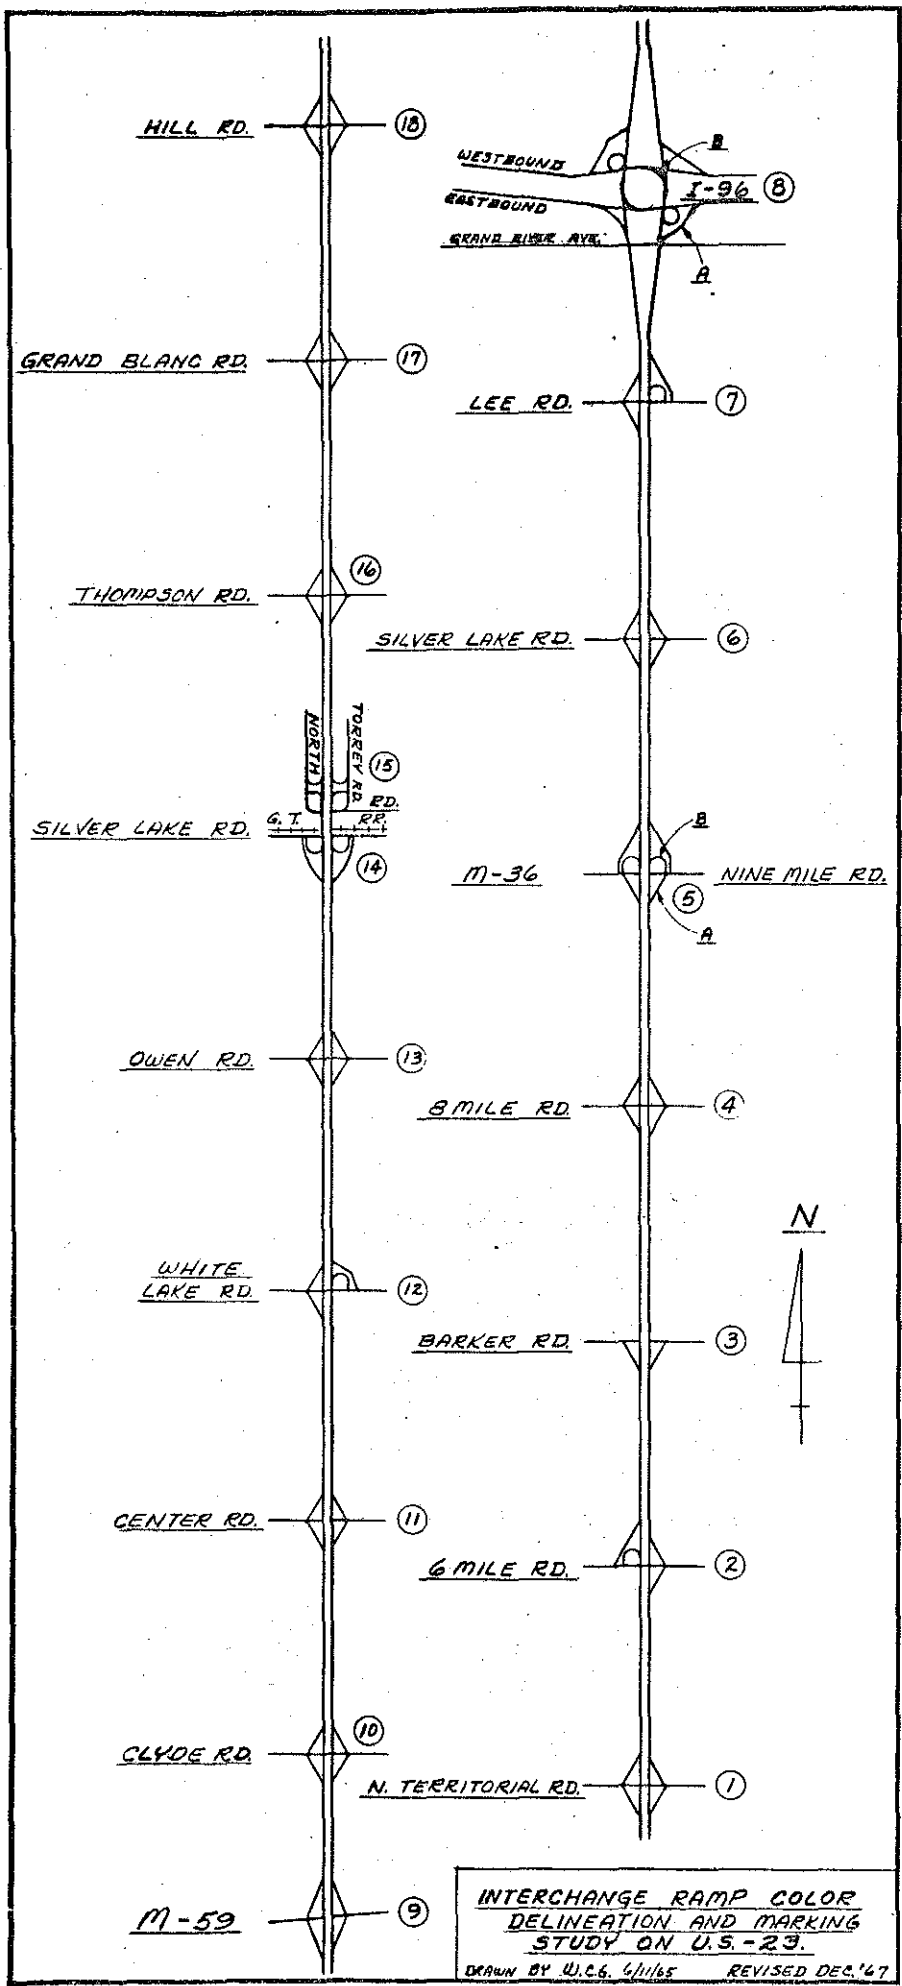 HILL RD. 18
GRAND BLANC RD. 17
THOMPSON RD. 16
NORTH
TORREY RD.
15
RD.
G. T. RR.
SILVER LAKE RD.
14
OWEN RD. 13
WHITE
LAKE RD. 12
CENTER RD. 11
CLYDE RD. 10
M-59 9
B
WESTBOUND
I-96 8
EASTBOUND
GRAND RIVER AVE.
A
LEE RD. 7
SILVER LAKE RD. 6
B
M-36 NINE MILE RD.
5
A
8 MILE RD. 4
N
BARKER RD. 3
6 MILE RD. 2
N. TERRITORIAL RD. 1
INTERCHANGE RAMP COLOR
DELINEATION AND MARKING
STUDY ON U.S.-23.
DRAWN BY W.C.G. 6/11/65 REVISED DEC.'67